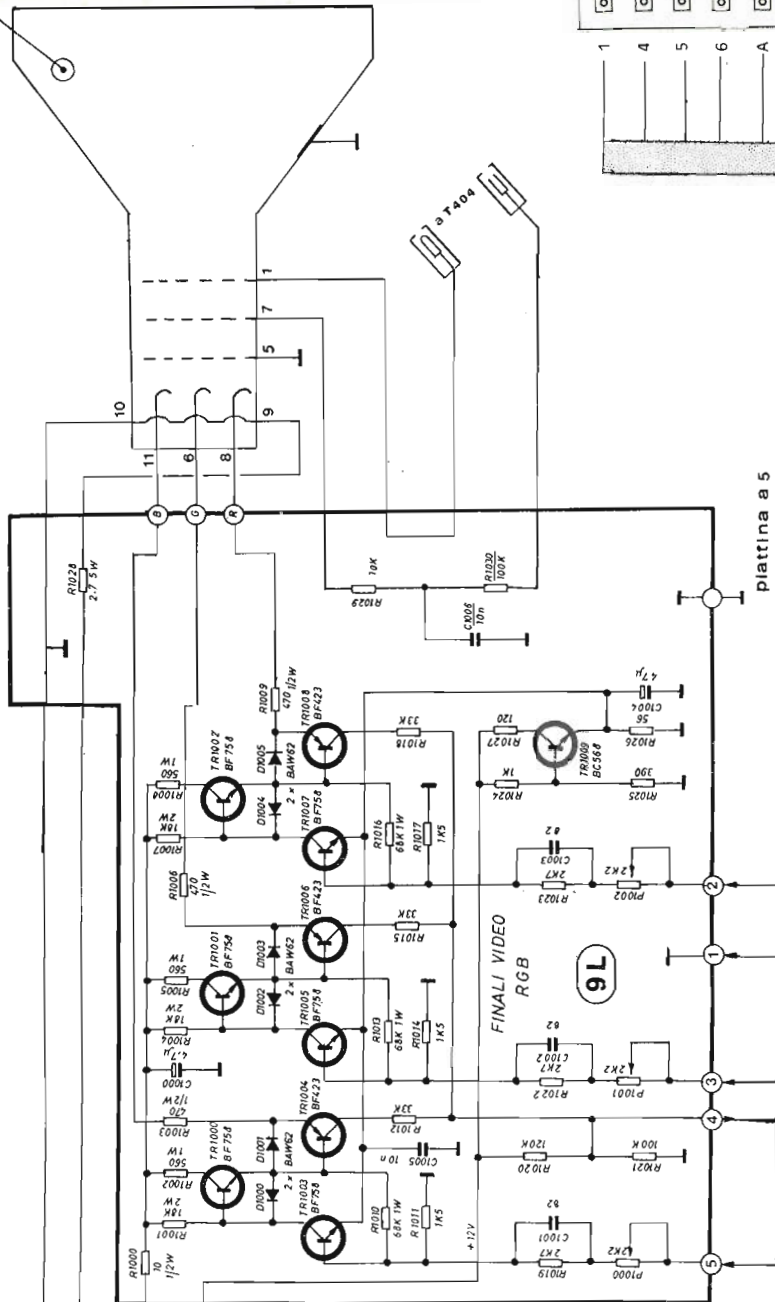 1
4
5
6
A
a T404
1
7
5
10
9
11
6
8
B
G
R
R1028
2.7 5W
R1029
10K
R1030
100K
C1006
10n
piattina a 5
R1009
470 1/2W
TR1008
BF423
R1018
33K
R1027
120
TR1009
BC568
4.7µ
C1004
56
R1026
1K
R1024
390
R1025
1W
560
R1008
TR1002
BF758
2W
18K
R1007
D1005
BAW62
D1004
2 x
TR1007
BF758
R1016
68K 1W
R1017
1K5
82
C1003
2K7
R1023
2K2
P1002
2
R1006
470
1/2W
TR1006
BF423
R1015
33K
FINALI VIDEO
RGB
9L
1
1W
560
R1005
TR1001
BF758
2W
18K
R1004
D1003
BAW62
D1002
2 x
TR1005
BF758
R1013
68K 1W
R1014
1K5
82
C1002
2K7
R1022
2K2
P1001
3
4.7µ
C1000
1/2W
470
R1003
TR1004
BF423
R1012
33K
C1005
10n
120K
R1020
100K
R1021
4
1W
560
R1002
TR1000
BF758
2W
18K
R1001
D1001
BAW62
D1000
2 x
TR1003
BF758
R1010
68K 1W
R1011
1K5
+12V
82
C1001
2K7
R1019
2K2
P1000
5
R1000
10
1/2W